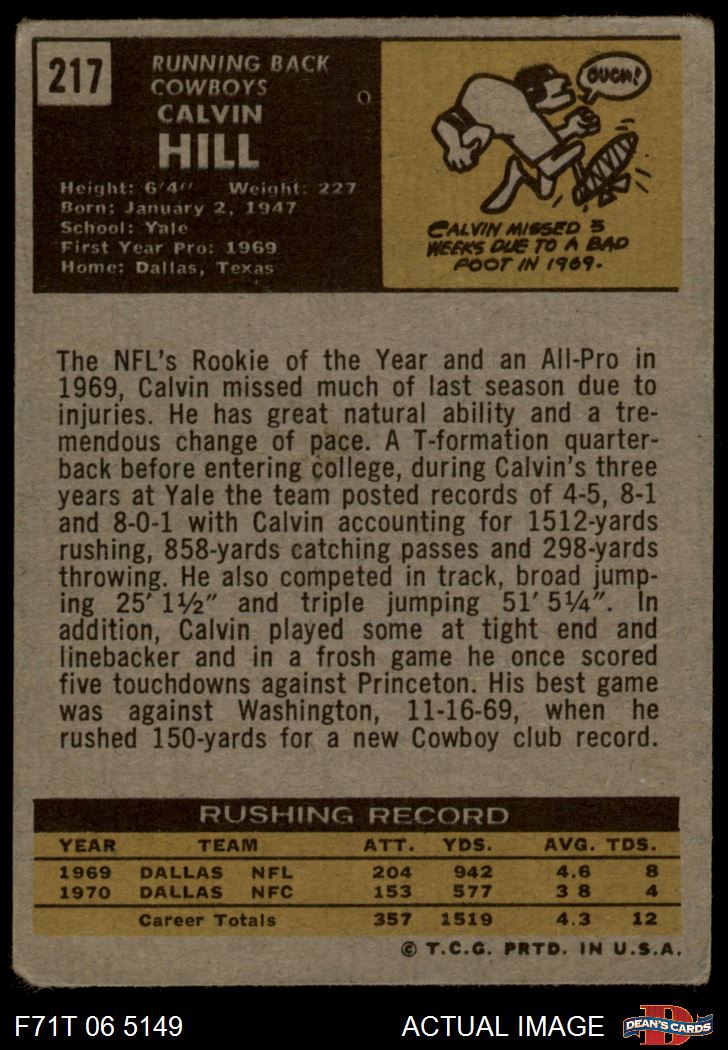 217
RUNNING BACK
COWBOYS
CALVIN
HILL
Height: 6'4" Weight: 227
Born: January 2, 1947
School: Yale
First Year Pro: 1969
Home: Dallas, Texas
OUCH!
CALVIN MISSED 3
WEEKS DUE TO A BAD
FOOT IN 1969.
The NFL's Rookie of the Year and an All-Pro in
1969, Calvin missed much of last season due to
injuries. He has great natural ability and a tre-
mendous change of pace. A T-formation quarter-
back before entering college, during Calvin's three
years at Yale the team posted records of 4-5, 8-1
and 8-0-1 with Calvin accounting for 1512-yards
rushing, 858-yards catching passes and 298-yards
throwing. He also competed in track, broad jump-
ing 25' 1½" and triple jumping 51' 5¼". In
addition, Calvin played some at tight end and
linebacker and in a frosh game he once scored
five touchdowns against Princeton. His best game
was against Washington, 11-16-69, when he
rushed 150-yards for a new Cowboy club record.
RUSHING RECORD
YEAR TEAM ATT. YDS. AVG. TDS.
1969 DALLAS NFL 204 942 4.6 8
1970 DALLAS NFC 153 577 3 8 4
Career Totals 357 1519 4.3 12
© T.C.G. PRTD. IN U.S.A.
F71T 06 5149 ACTUAL IMAGE D DEAN'S CARDS